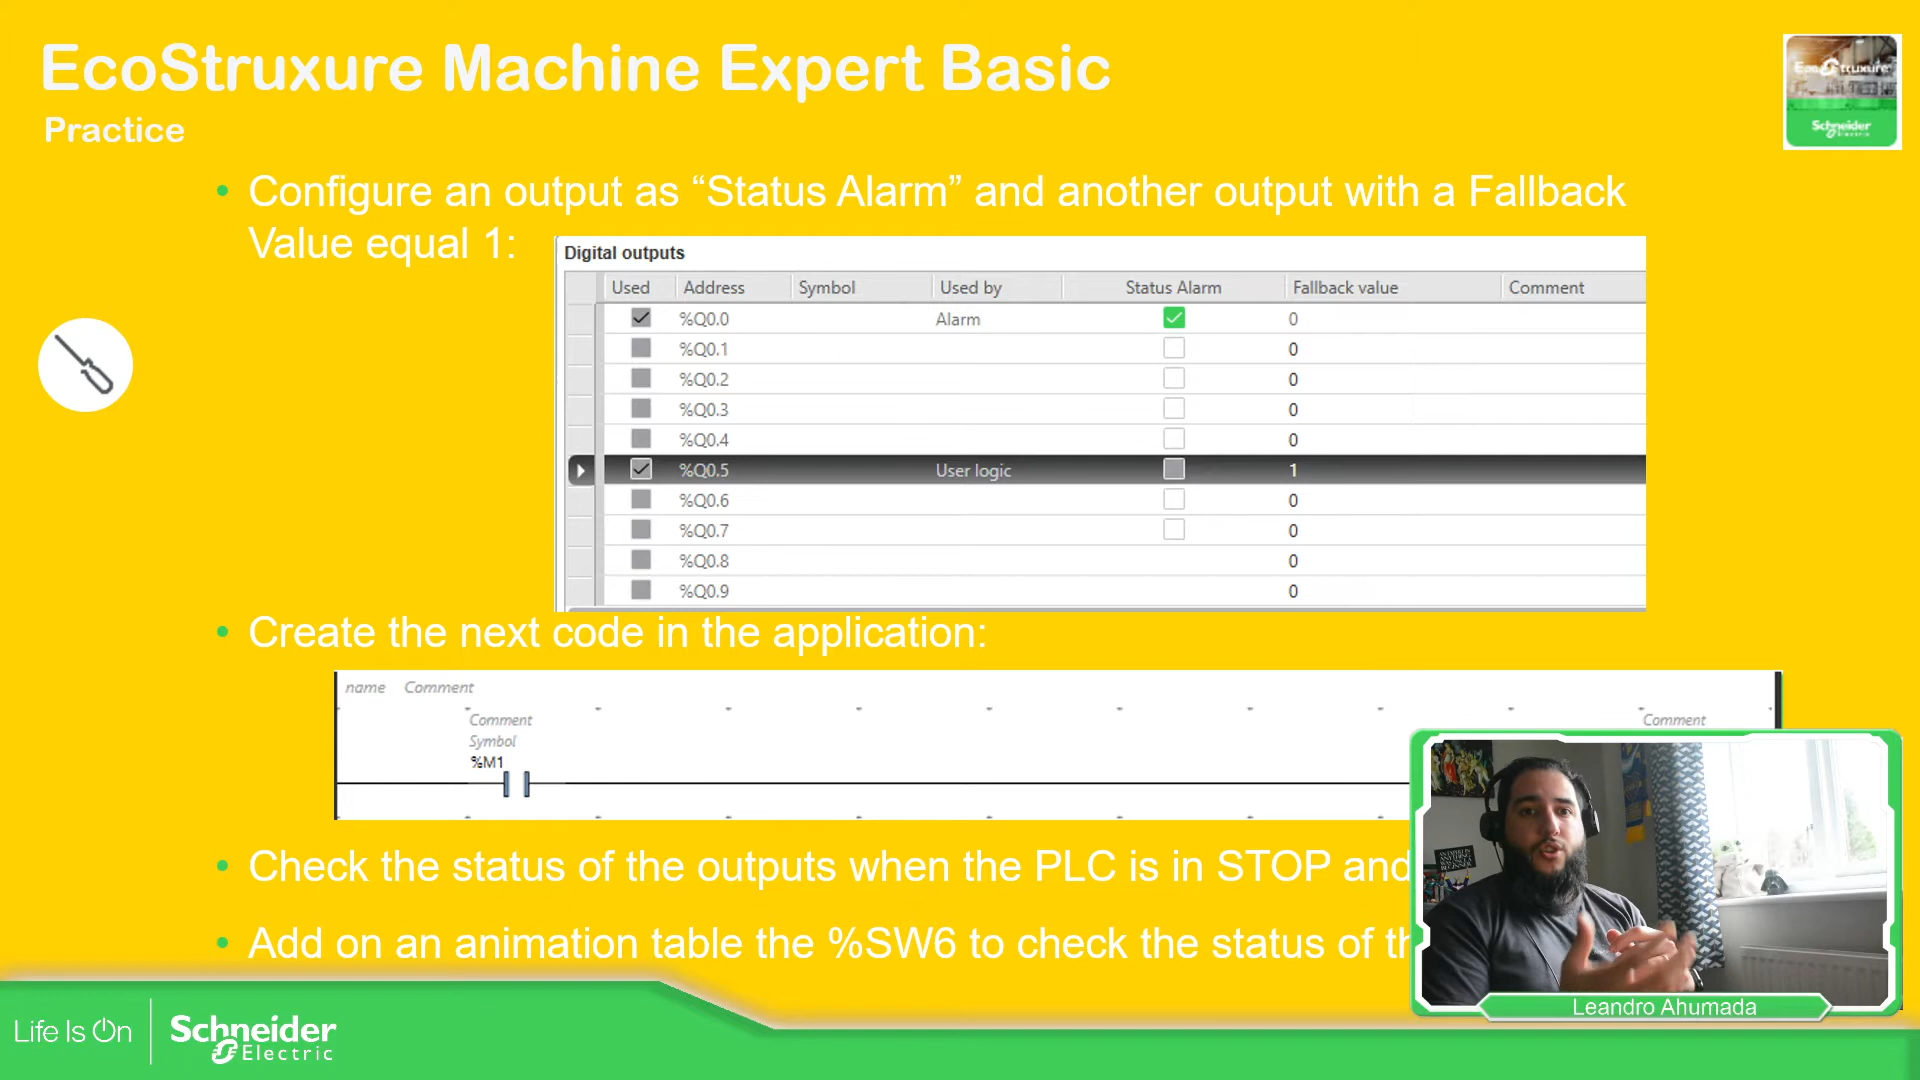 EcoStruxure Machine Expert Basic
Practice
EcoStruxure
Schneider
Electric
• Configure an output as “Status Alarm” and another output with a Fallback
Value equal 1:
Digital outputs
Used Address Symbol Used by Status Alarm Fallback value Comment
%Q0.0 Alarm 0
%Q0.1 0
%Q0.2 0
%Q0.3 0
%Q0.4 0
%Q0.5 User logic 1
%Q0.6 0
%Q0.7 0
%Q0.8 0
%Q0.9 0
• Create the next code in the application:
name Comment
Comment Comment
Symbol
%M1
• Check the status of the outputs when the PLC is in STOP and
• Add on an animation table the %SW6 to check the status of th
Leandro Ahumada
Life Is On
Schneider
Electric